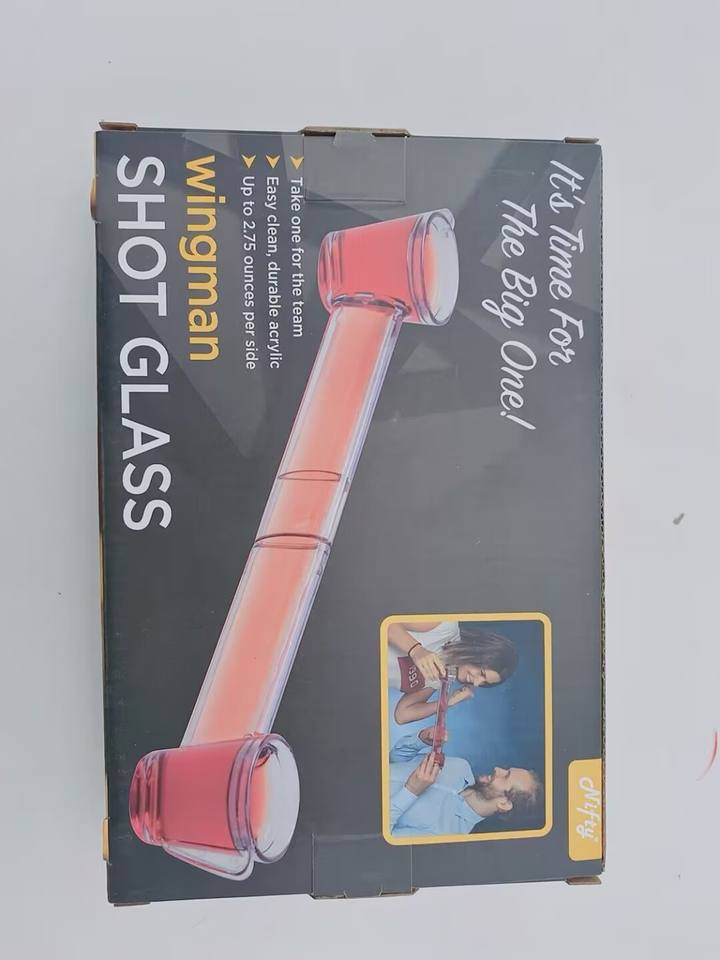 It's Time For
The Big One!
Nifty
Take one for the team
Easy clean, durable acrylic
Up to 2.75 ounces per side
wingman
SHOT GLASS